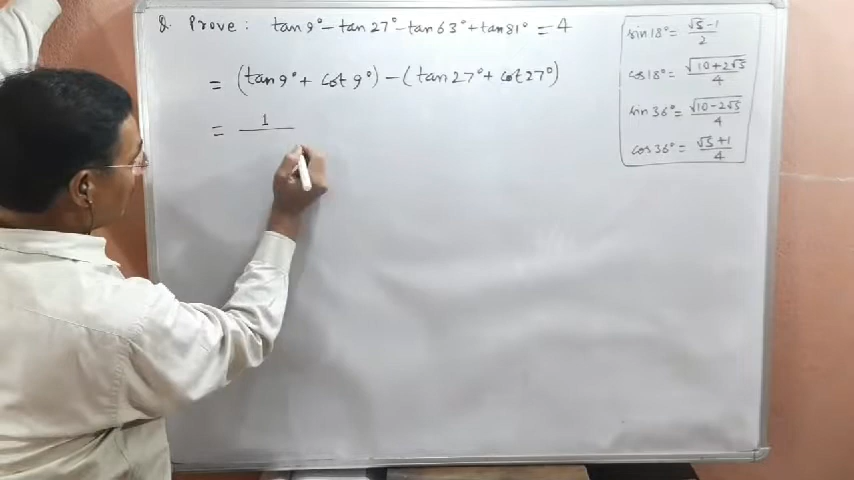 Q. Prove: tan 9° - tan 27° - tan 63° + tan 81° = 4
= (tan 9° + cot 9°) - (tan 27° + cot 27°)
= 1/
sin 18° = √5-1/2
cos 18° = √10+2√5/4
sin 36° = √10-2√5/4
cos 36° = √5+1/4